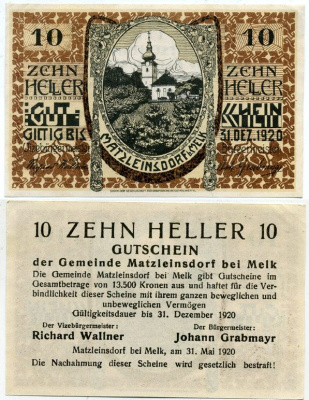 10 10
ZEHN ZEHN
HELLER HELLER
GUT- SCHEIN
GILTIG BIS 31.DEZ.1920
Vizebürgermeister Bürgermeister
MATZLEINSDORF b/MELK
10 ZEHN HELLER 10
GUTSCHEIN
der Gemeinde Matzleinsdorf bei Melk
Die Gemeinde Matzleinsdorf bei Melk gibt Gutscheine im
Gesamtbetrage von 13.500 Kronen aus und haftet für die Ver-
bindlichkeit dieser Scheine mit ihrem ganzen beweglichen und
unbeweglichen Vermögen
Gültigkeitsdauer bis 31. Dezember 1920
Der Vizebürgermeister : Der Bürgermeister:
Richard Wallner Johann Grabmayr
Matzleinsdorf bei Melk, am 31. Mai 1920
Die Nachahmung dieser Scheine wird gesetzlich bestraft!